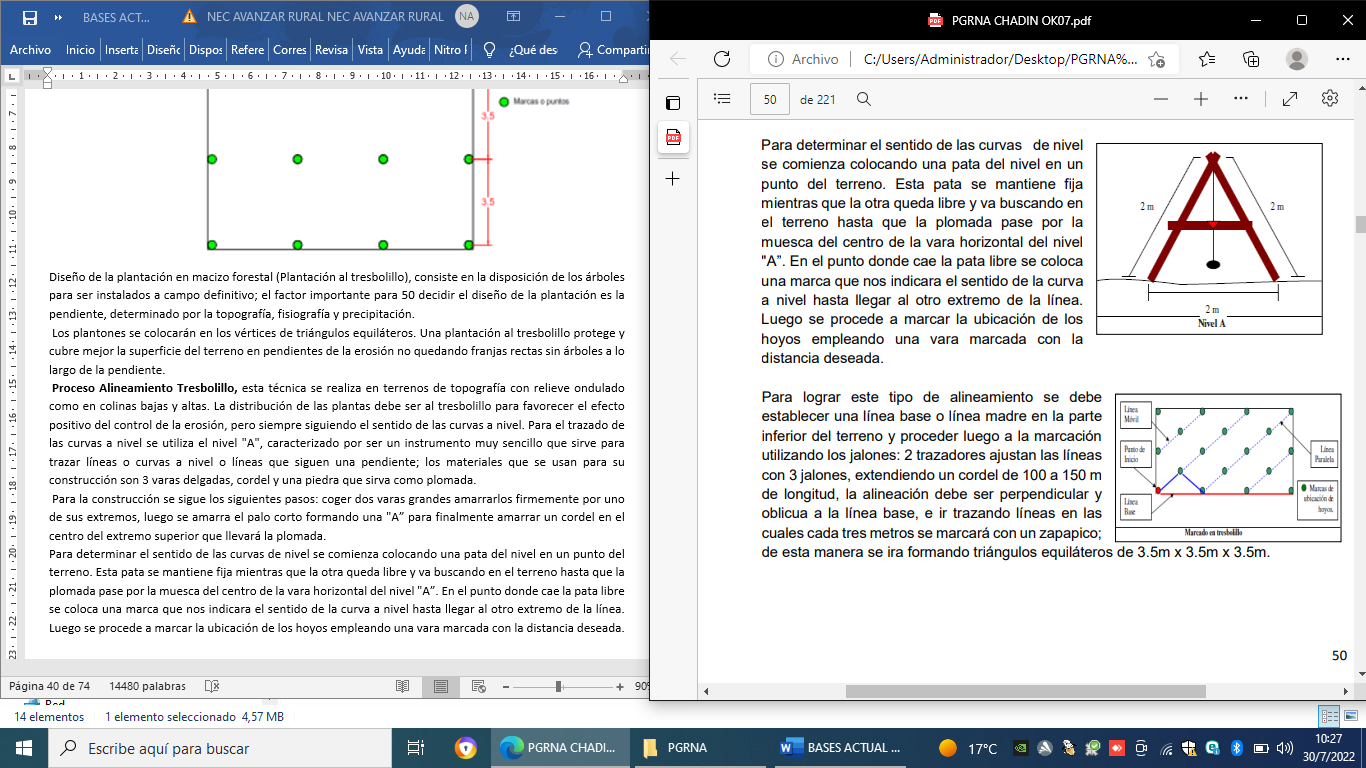 BASES ACT...
NEC AVANZAR RURAL NEC AVANZAR RURAL
NA
Archivo
Inicio
Inserta
Diseño
Dispos
Refere
Corres
Revisa
Vista
Ayuda
Nitro P
¿Qué des
Compartir
1 1 2 3 4 5 6 7 8 9 10 11 12 13 14 15 16
Marcas o puntos
3.5
3.5
Diseño de la plantación en macizo forestal (Plantación al tresbolillo), consiste en la disposición de los árboles
para ser instalados a campo definitivo; el factor importante para 50 decidir el diseño de la plantación es la
pendiente, determinado por la topografía, fisiografía y precipitación.
Los plantones se colocarán en los vértices de triángulos equiláteros. Una plantación al tresbolillo protege y
cubre mejor la superficie del terreno en pendientes de la erosión no quedando franjas rectas sin árboles a lo
largo de la pendiente.
Proceso Alineamiento Tresbolillo, esta técnica se realiza en terrenos de topografía con relieve ondulado
como en colinas bajas y altas. La distribución de las plantas debe ser al tresbolillo para favorecer el efecto
positivo del control de la erosión, pero siempre siguiendo el sentido de las curvas a nivel. Para el trazado de
las curvas a nivel se utiliza el nivel "A", caracterizado por ser un instrumento muy sencillo que sirve para
trazar líneas o curvas a nivel o líneas que siguen una pendiente; los materiales que se usan para su
construcción son 3 varas delgadas, cordel y una piedra que sirva como plomada.
Para la construcción se sigue los siguientes pasos: coger dos varas grandes amarrarlos firmemente por uno
de sus extremos, luego se amarra el palo corto formando una "A” para finalmente amarrar un cordel en el
centro del extremo superior que llevará la plomada.
Para determinar el sentido de las curvas de nivel se comienza colocando una pata del nivel en un punto del
terreno. Esta pata se mantiene fija mientras que la otra queda libre y va buscando en el terreno hasta que la
plomada pase por la muesca del centro de la vara horizontal del nivel "A”. En el punto donde cae la pata libre
se coloca una marca que nos indicara el sentido de la curva a nivel hasta llegar al otro extremo de la línea.
Luego se procede a marcar la ubicación de los hoyos empleando una vara marcada con la distancia deseada.
Página 40 de 74
14480 palabras
90%
14 elementos
1 elemento seleccionado 4,57 MB
PGRNA CHADIN OK07.pdf
Archivo
C:/Users/Administrador/Desktop/PGRNA%...
50
de 221
Para determinar el sentido de las curvas de nivel
se comienza colocando una pata del nivel en un
punto del terreno. Esta pata se mantiene fija
mientras que la otra queda libre y va buscando en
el terreno hasta que la plomada pase por la
muesca del centro de la vara horizontal del nivel
"A”. En el punto donde cae la pata libre se coloca
una marca que nos indicara el sentido de la curva
a nivel hasta llegar al otro extremo de la línea.
Luego se procede a marcar la ubicación de los
hoyos empleando una vara marcada con la
distancia deseada.
2 m
2 m
2 m
Nivel A
Para lograr este tipo de alineamiento se debe
establecer una línea base o línea madre en la parte
inferior del terreno y proceder luego a la marcación
utilizando los jalones: 2 trazadores ajustan las líneas
con 3 jalones, extendiendo un cordel de 100 a 150 m
de longitud, la alineación debe ser perpendicular y
oblicua a la línea base, e ir trazando líneas en las
cuales cada tres metros se marcará con un zapapico;
de esta manera se ira formando triángulos equiláteros de 3.5m x 3.5m x 3.5m.
Línea
Móvil
Punto de
Inicio
Línea
Base
Línea
Paralela
Marcas de
ubicación de
hoyos.
Marcado en tresbolillo
50
Escribe aquí para buscar
PGRNA CHADI...
PGRNA
BASES ACTUAL ...
17°C
10:27
30/7/2022